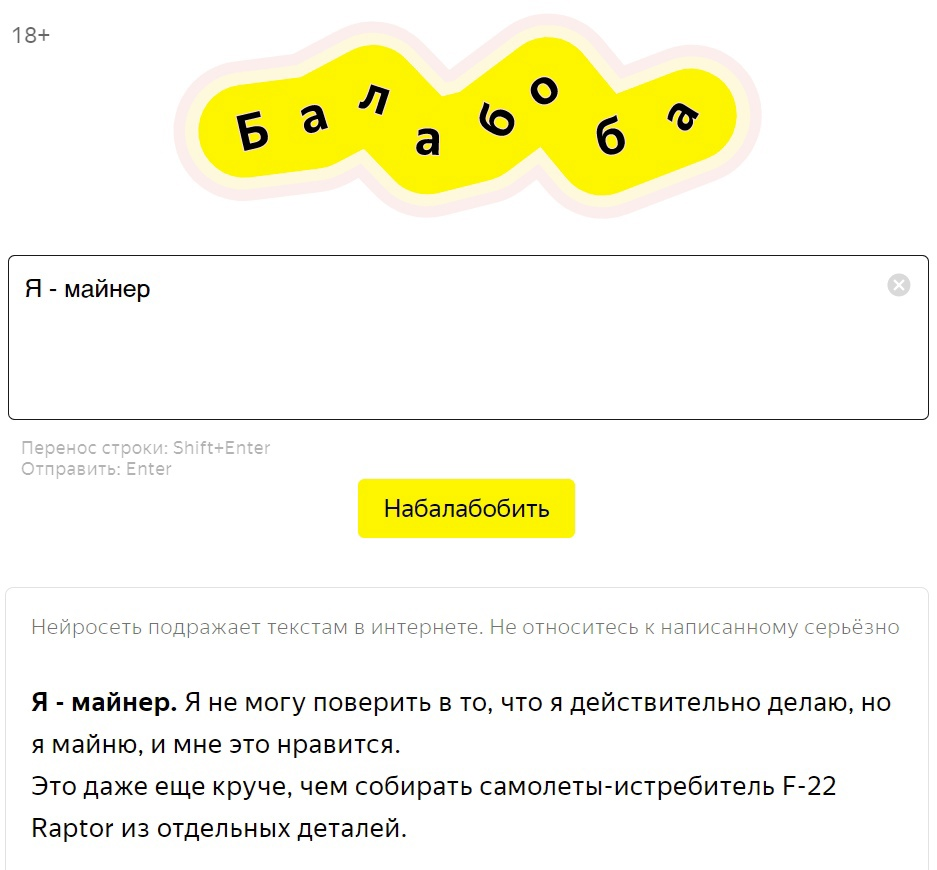 18+
Балабоба
Я - майнер
Перенос строки: Shift+Enter
Отправить: Enter
Набалабобить
Нейросеть подражает текстам в интернете. Не относитесь к написанному серьёзно
Я - майнер. Я не могу поверить в то, что я действительно делаю, но
я майню, и мне это нравится.
Это даже еще круче, чем собирать самолеты-истребитель F-22
Raptor из отдельных деталей.